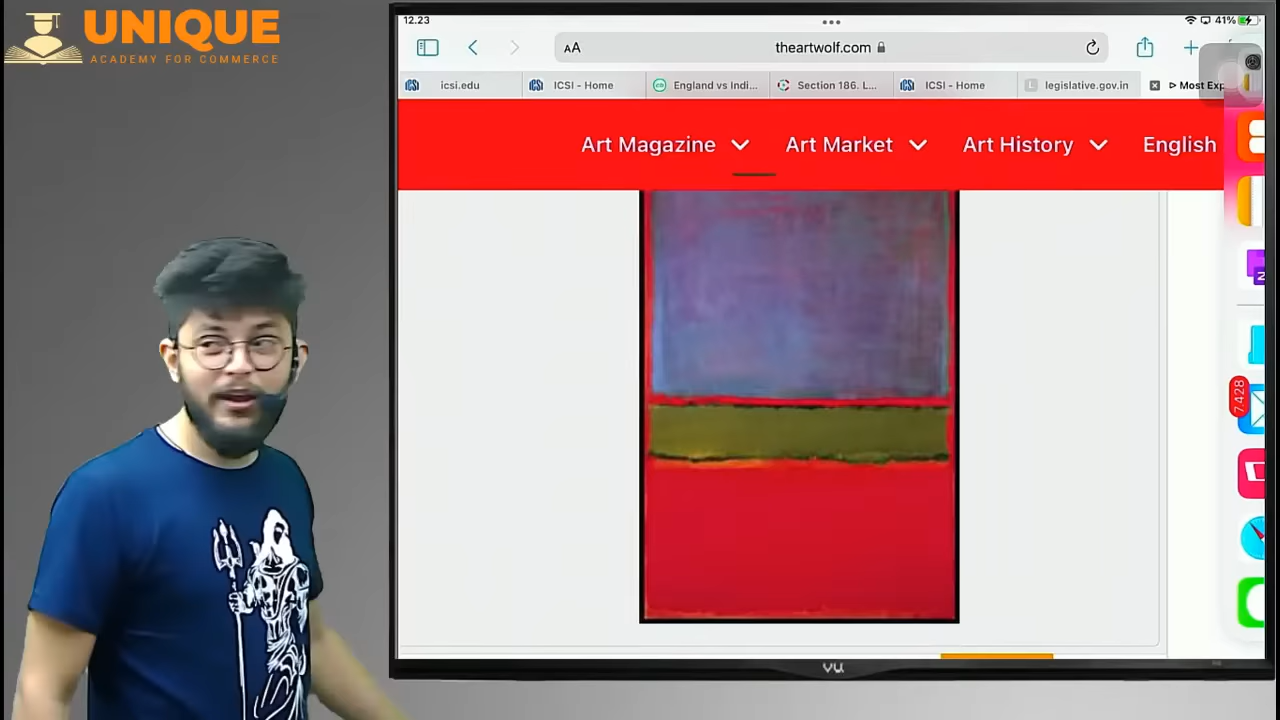 UNIQUE
ACADEMY FOR COMMERCE
12.23
41%
AA
theartwolf.com
icsi.edu
ICSI - Home
England vs Indi...
Section 186. L...
ICSI - Home
L legislative.gov.in
Most Exp
Art Magazine
Art Market
Art History
English
N
7.428
vu